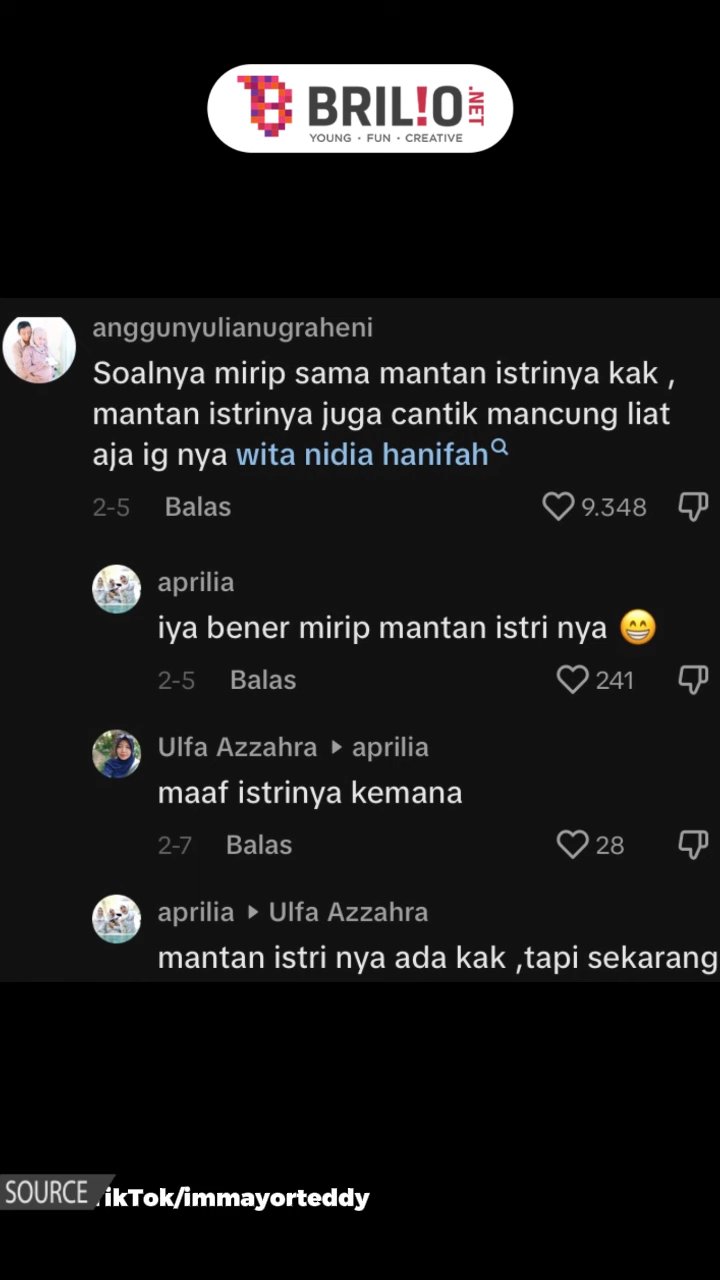 BRIL!O.NET
YOUNG · FUN · CREATIVE
anggunyulianugraheni
Soalnya mirip sama mantan istrinya kak ,
mantan istrinya juga cantik mancung liat
aja ig nya wita nidia hanifah
2-5 Balas 9.348
aprilia
iya bener mirip mantan istri nya 😁
2-5 Balas 241
Ulfa Azzahra ▸ aprilia
maaf istrinya kemana
2-7 Balas 28
aprilia ▸ Ulfa Azzahra
mantan istri nya ada kak ,tapi sekarang
SOURCE ikTok/immayorteddy